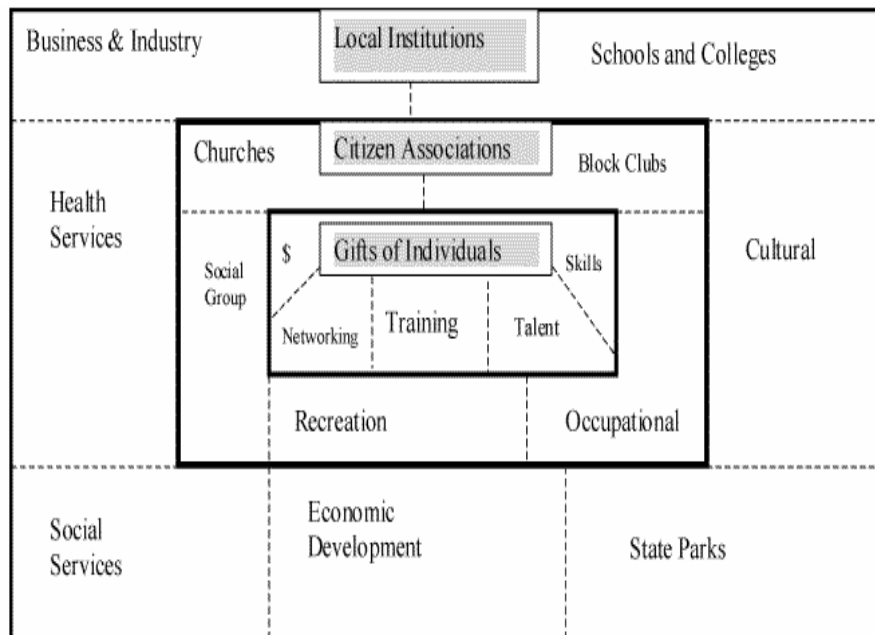 Business & Industry
Local Institutions
Schools and Colleges
Churches
Citizen Associations
Block Clubs
Health
Services
Cultural
Social
Group
$
Gifts of Individuals
Skills
Networking
Training
Talent
Recreation
Occupational
Social
Services
Economic
Development
State Parks